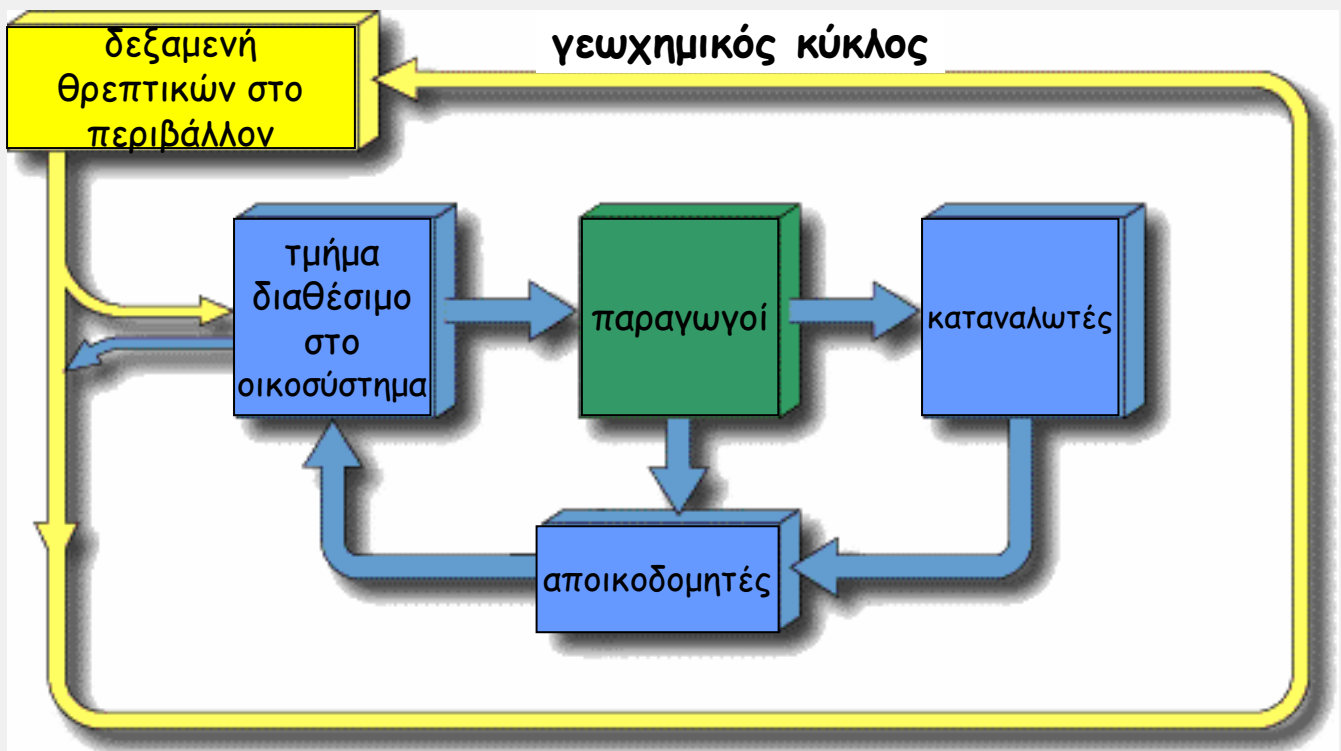 γεωχημικός κύκλος
δεξαμενή
θρεπτικών στο
περιβάλλον
τμήμα
διαθέσιμο
στο
οικοσύστημα
παραγωγοί
καταναλωτές
αποικοδομητές